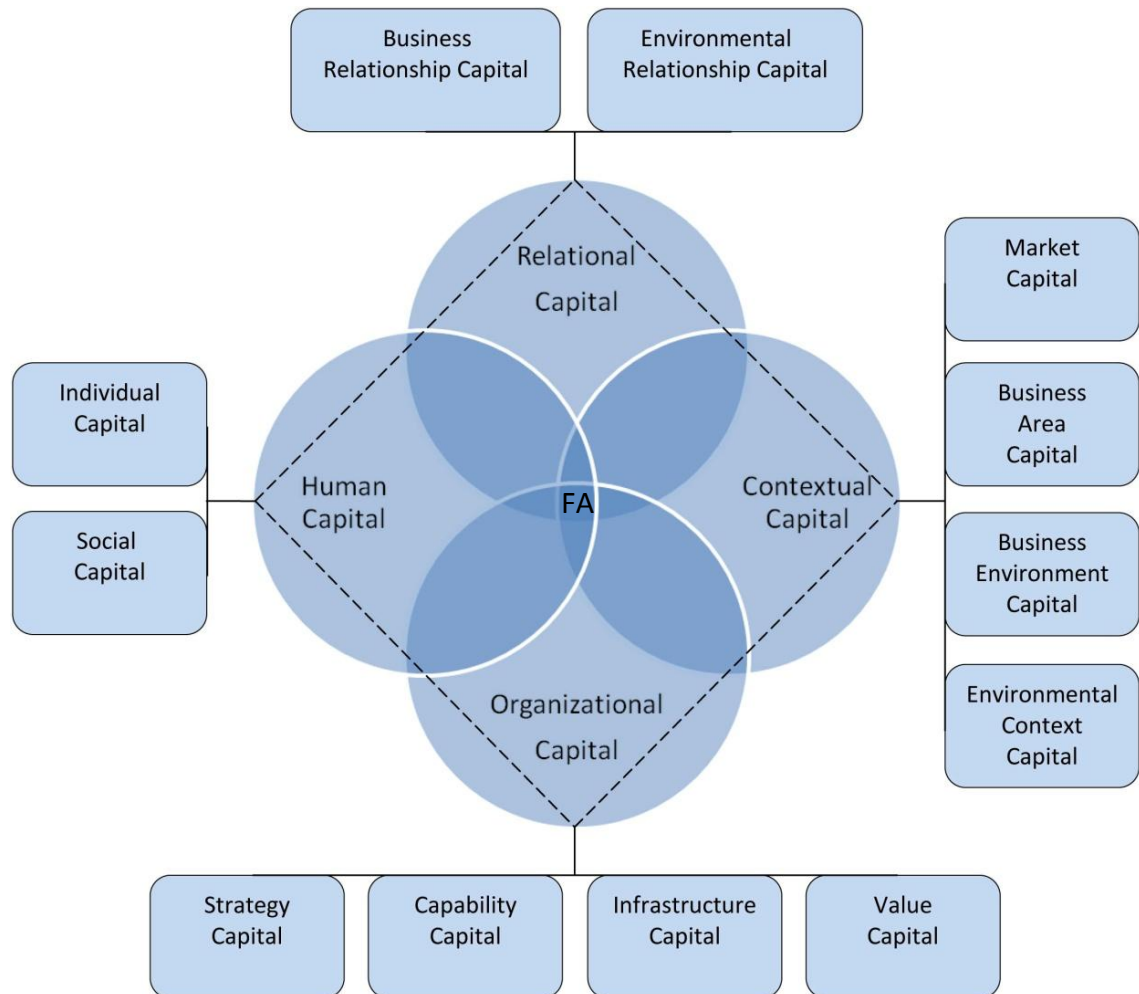 Business
Relationship Capital
Environmental
Relationship Capital
Relational
Capital
Market
Capital
Individual
Capital
Business
Area
Capital
Human
Capital
FA
Contextual
Capital
Social
Capital
Business
Environment
Capital
Organizational
Capital
Environmental
Context
Capital
Strategy
Capital
Capability
Capital
Infrastructure
Capital
Value
Capital